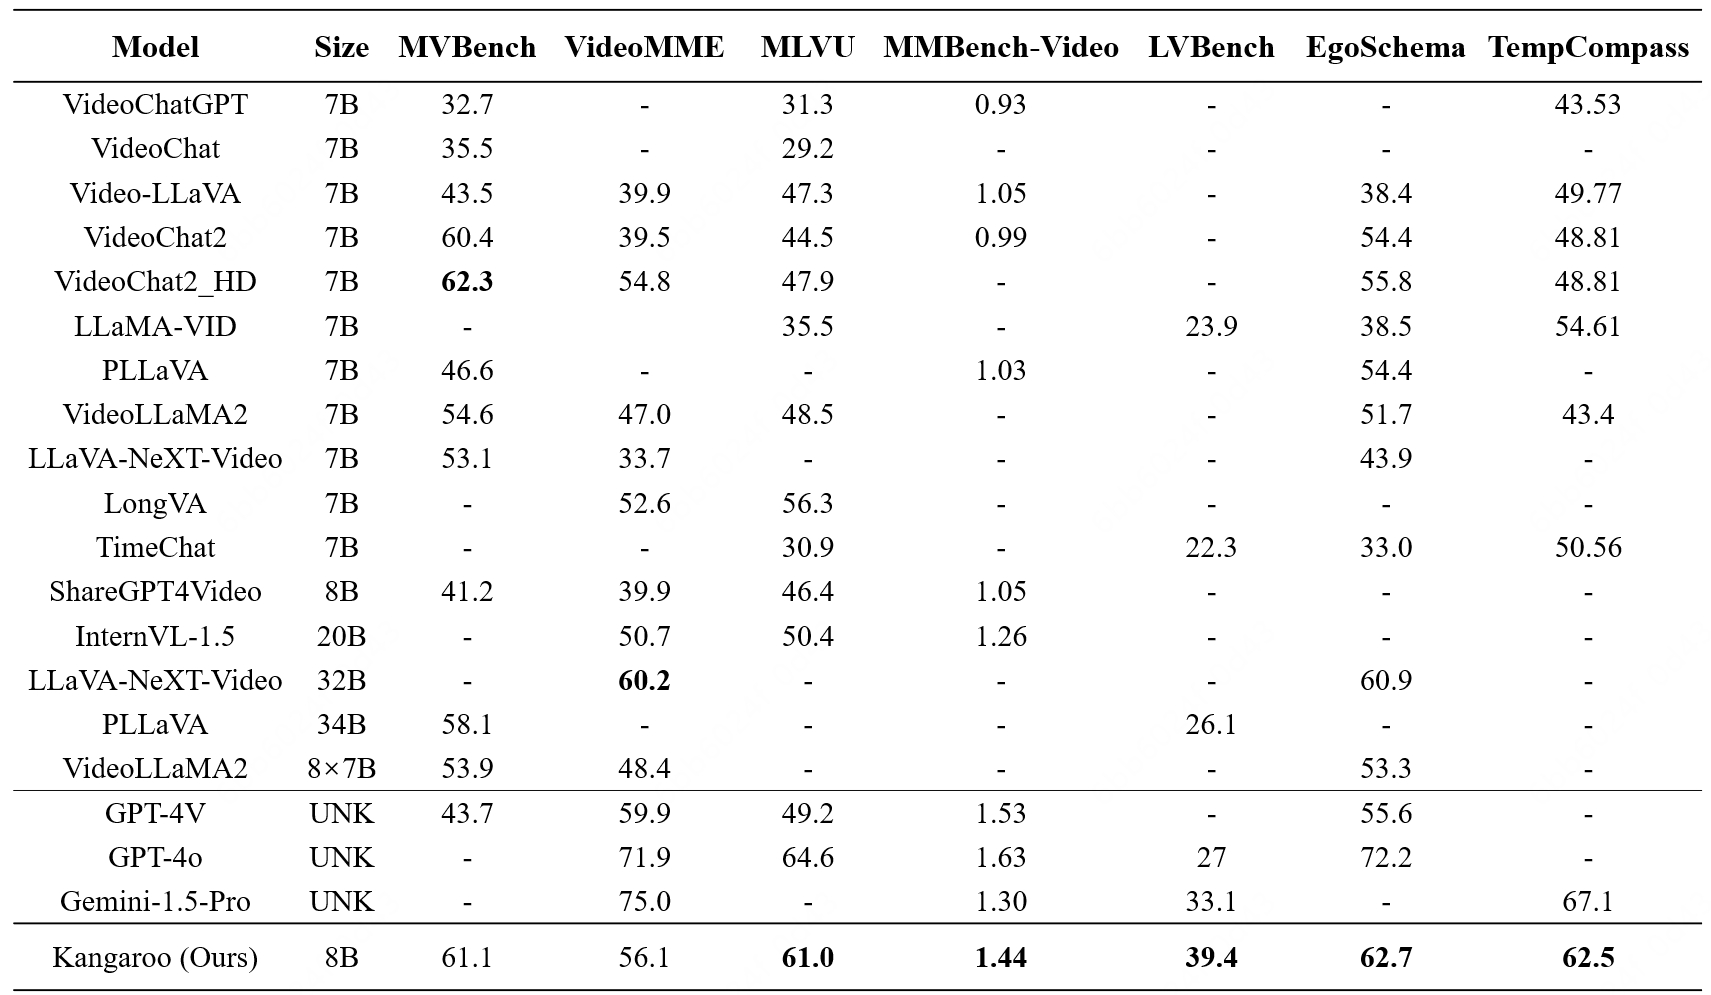 Model Size MVBench VideoMME MLVU MMBench-Video LVBench EgoSchema TempCompass
VideoChatGPT 7B 32.7 - 31.3 0.93 - - 43.53
VideoChat 7B 35.5 - 29.2 - - - -
Video-LLaVA 7B 43.5 39.9 47.3 1.05 - 38.4 49.77
VideoChat2 7B 60.4 39.5 44.5 0.99 - 54.4 48.81
VideoChat2_HD 7B 62.3 54.8 47.9 - - 55.8 48.81
LLaMA-VID 7B - 35.5 - 23.9 38.5 54.61
PLLaVA 7B 46.6 - - 1.03 - 54.4 -
VideoLLaMA2 7B 54.6 47.0 48.5 - - 51.7 43.4
LLaVA-NeXT-Video 7B 53.1 33.7 - - - 43.9 -
LongVA 7B - 52.6 56.3 - - - -
TimeChat 7B - - 30.9 - 22.3 33.0 50.56
ShareGPT4Video 8B 41.2 39.9 46.4 1.05 - - -
InternVL-1.5 20B - 50.7 50.4 1.26 - - -
LLaVA-NeXT-Video 32B - 60.2 - - - 60.9 -
PLLaVA 34B 58.1 - - - 26.1 - -
VideoLLaMA2 8×7B 53.9 48.4 - - - 53.3 -
GPT-4V UNK 43.7 59.9 49.2 1.53 - 55.6 -
GPT-4o UNK - 71.9 64.6 1.63 27 72.2 -
Gemini-1.5-Pro UNK - 75.0 - 1.30 33.1 - 67.1
Kangaroo (Ours) 8B 61.1 56.1 61.0 1.44 39.4 62.7 62.5